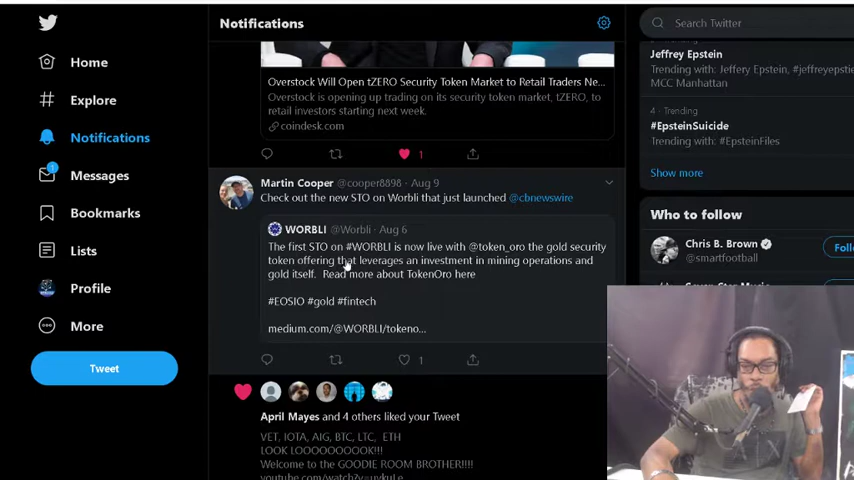 Notifications
Search Twitter
Home
Explore
Notifications
1
Messages
Bookmarks
Lists
Profile
More
Tweet
Overstock Will Open tZERO Security Token Market to Retail Traders Ne...
Overstock is opening up trading on its security token market, tZERO, to
retail investors starting next week.
coindesk.com
1
Martin Cooper @cooper8898 · Aug 9
Check out the new STO on Worbli that just launched @cbnewswire
WORBLI @Worbli · Aug 6
The first STO on #WORBLI is now live with @token_oro the gold security
token offering that leverages an investment in mining operations and
gold itself. Read more about TokenOro here
#EOSIO #gold #fintech
medium.com/@WORBLI/tokeno...
1
April Mayes and 4 others liked your Tweet
VET, IOTA, AIG, BTC, LTC, ETH
LOOK LOOOOOOOOK!!!
Welcome to the GOODIE ROOM BROTHER!!!!
Jeffrey Epstein
Trending with: Jeffery Epstein, #jeffreyepstie
MCC Manhattan
4 · Trending
#EpsteinSuicide
Trending with: #EpsteinFiles
Show more
Who to follow
Chris B. Brown
@smartfootball
Follo